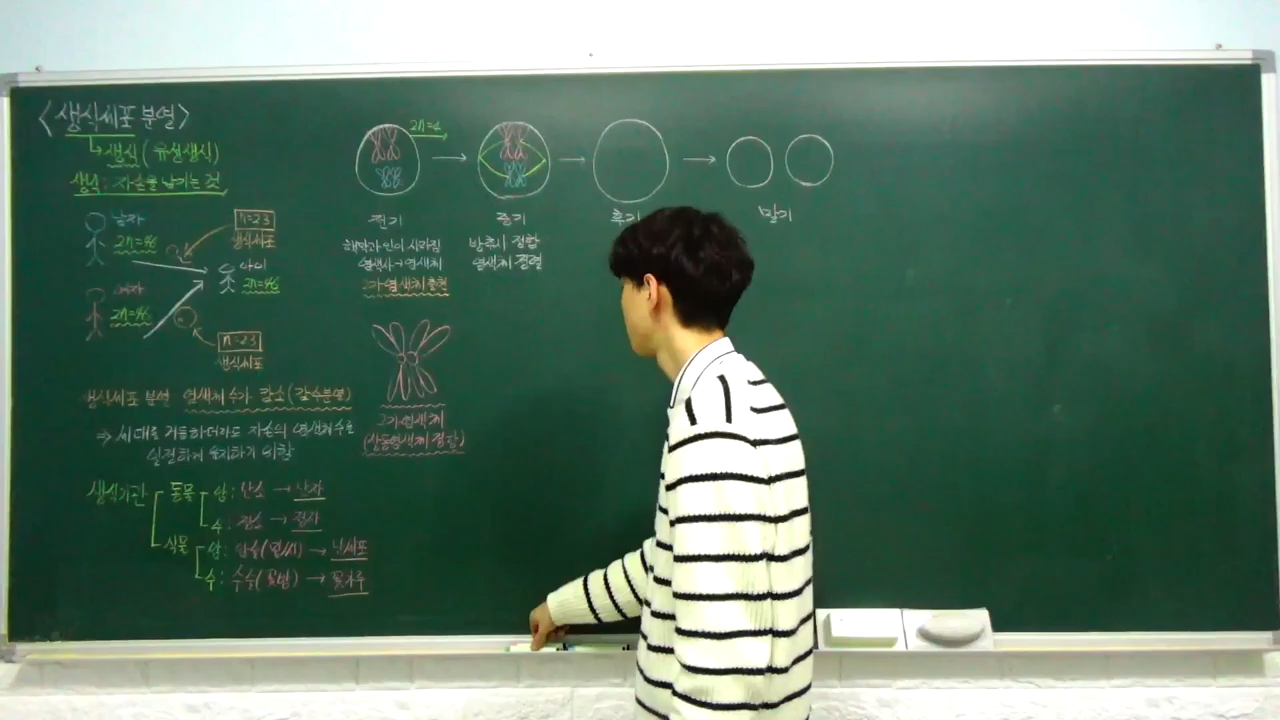 <생식세포 분열>
↳생식(유성생식)
생식: 자손을 남기는 것
남자
2n=46
n=23
생식세포
아이
2n=46
여자
2n=46
n=23
생식세포
생식세포 분열 염색체 수가 감소(감수분열)
⇒ 세대를 거듭하더라도 자손의 염색체수를
일정하게 유지하기 위함
생식기관
동물
암: 난소 → 난자
수: 정소 → 정자
식물
암: 암술(밑씨) → 난세포
수: 수술(꽃밥) → 꽃가루
2n=4
전기
핵막과 인이 사라짐
염색사→염색체
2가 염색체 출현
2가 염색체
(상동염색체 접합)
중기
방추사 부착
염색체 정렬
후기
말기